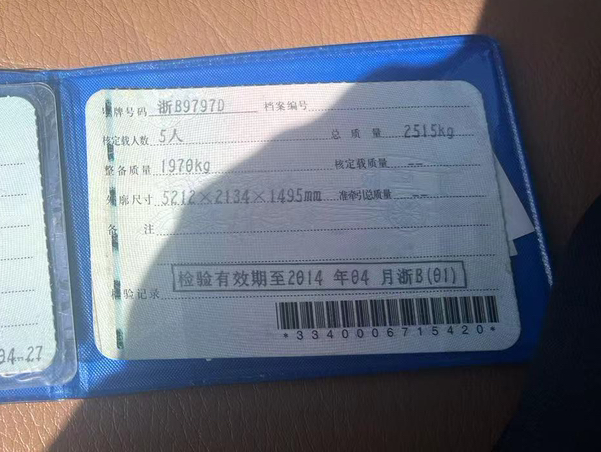 号牌号码 浙B9797D 档案编号
核定载人数 5人 总质量 2515kg
整备质量 1970kg 核定载质量 --
外廓尺寸 5212×2134×1495mm 准牵引总质量 --
备注
检验有效期至2014年04月浙B(01)
检验记录
*3340006715420*
04-27